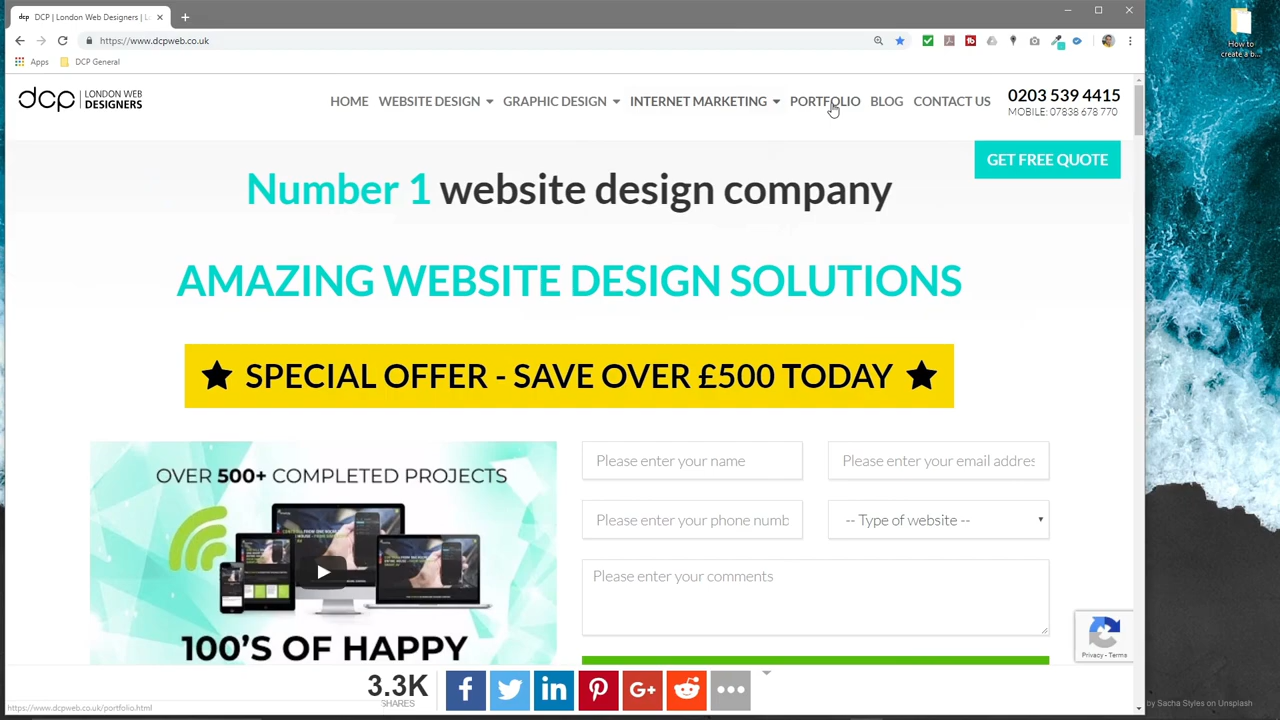 dcp DCP | London Web Designers | L
https://www.dcpweb.co.uk
Apps DCP General
dcp LONDON WEB DESIGNERS
HOME WEBSITE DESIGN GRAPHIC DESIGN INTERNET MARKETING PORTFOLIO BLOG CONTACT US
0203 539 4415
MOBILE: 07838 678 770
GET FREE QUOTE
Number 1 website design company
AMAZING WEBSITE DESIGN SOLUTIONS
★ SPECIAL OFFER - SAVE OVER £500 TODAY ★
OVER 500+ COMPLETED PROJECTS
100'S OF HAPPY
Please enter your name
Please enter your email addres
Please enter your phone numb
-- Type of website --
Please enter your comments
Privacy - Terms
3.3K
SHARES
f in G+
https://www.dcpweb.co.uk/portfolio.html
How to
create a b...
by Sacha Styles on Unsplash